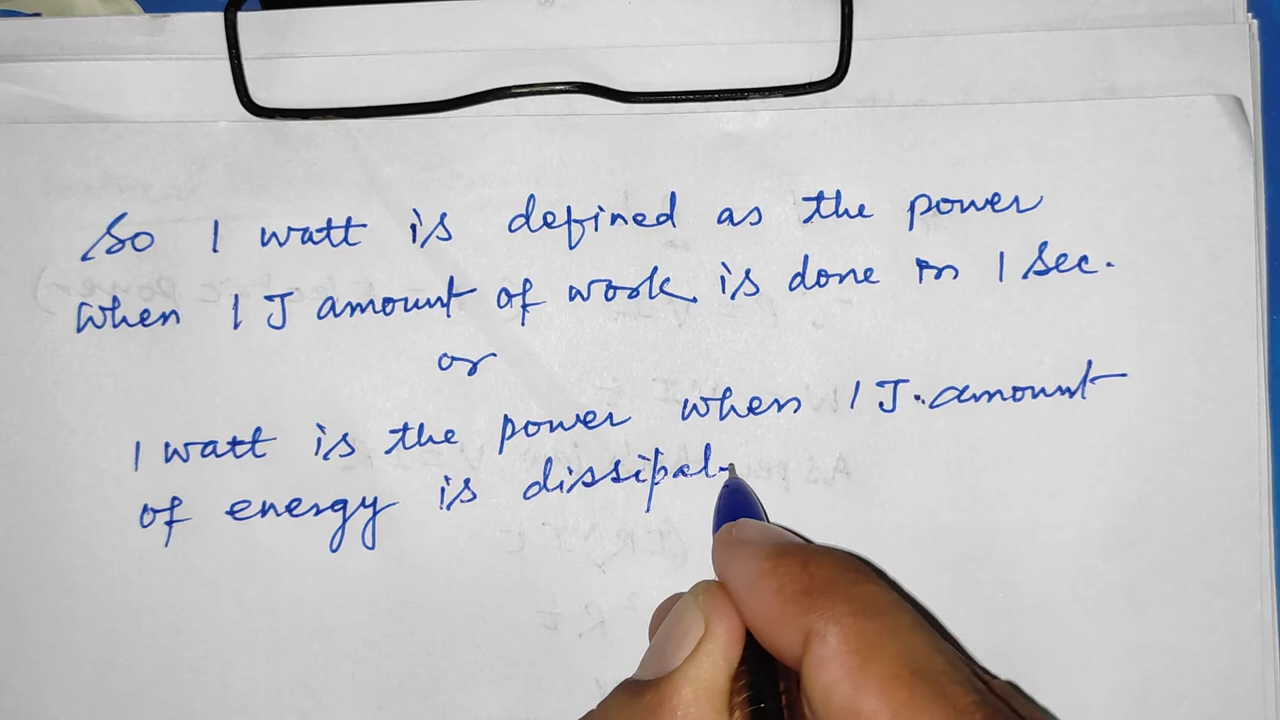 So 1 watt is defined as the power
when 1 J amount of work is done in 1 sec.
or
1 watt is the power when 1 J. amount
of energy is dissipat